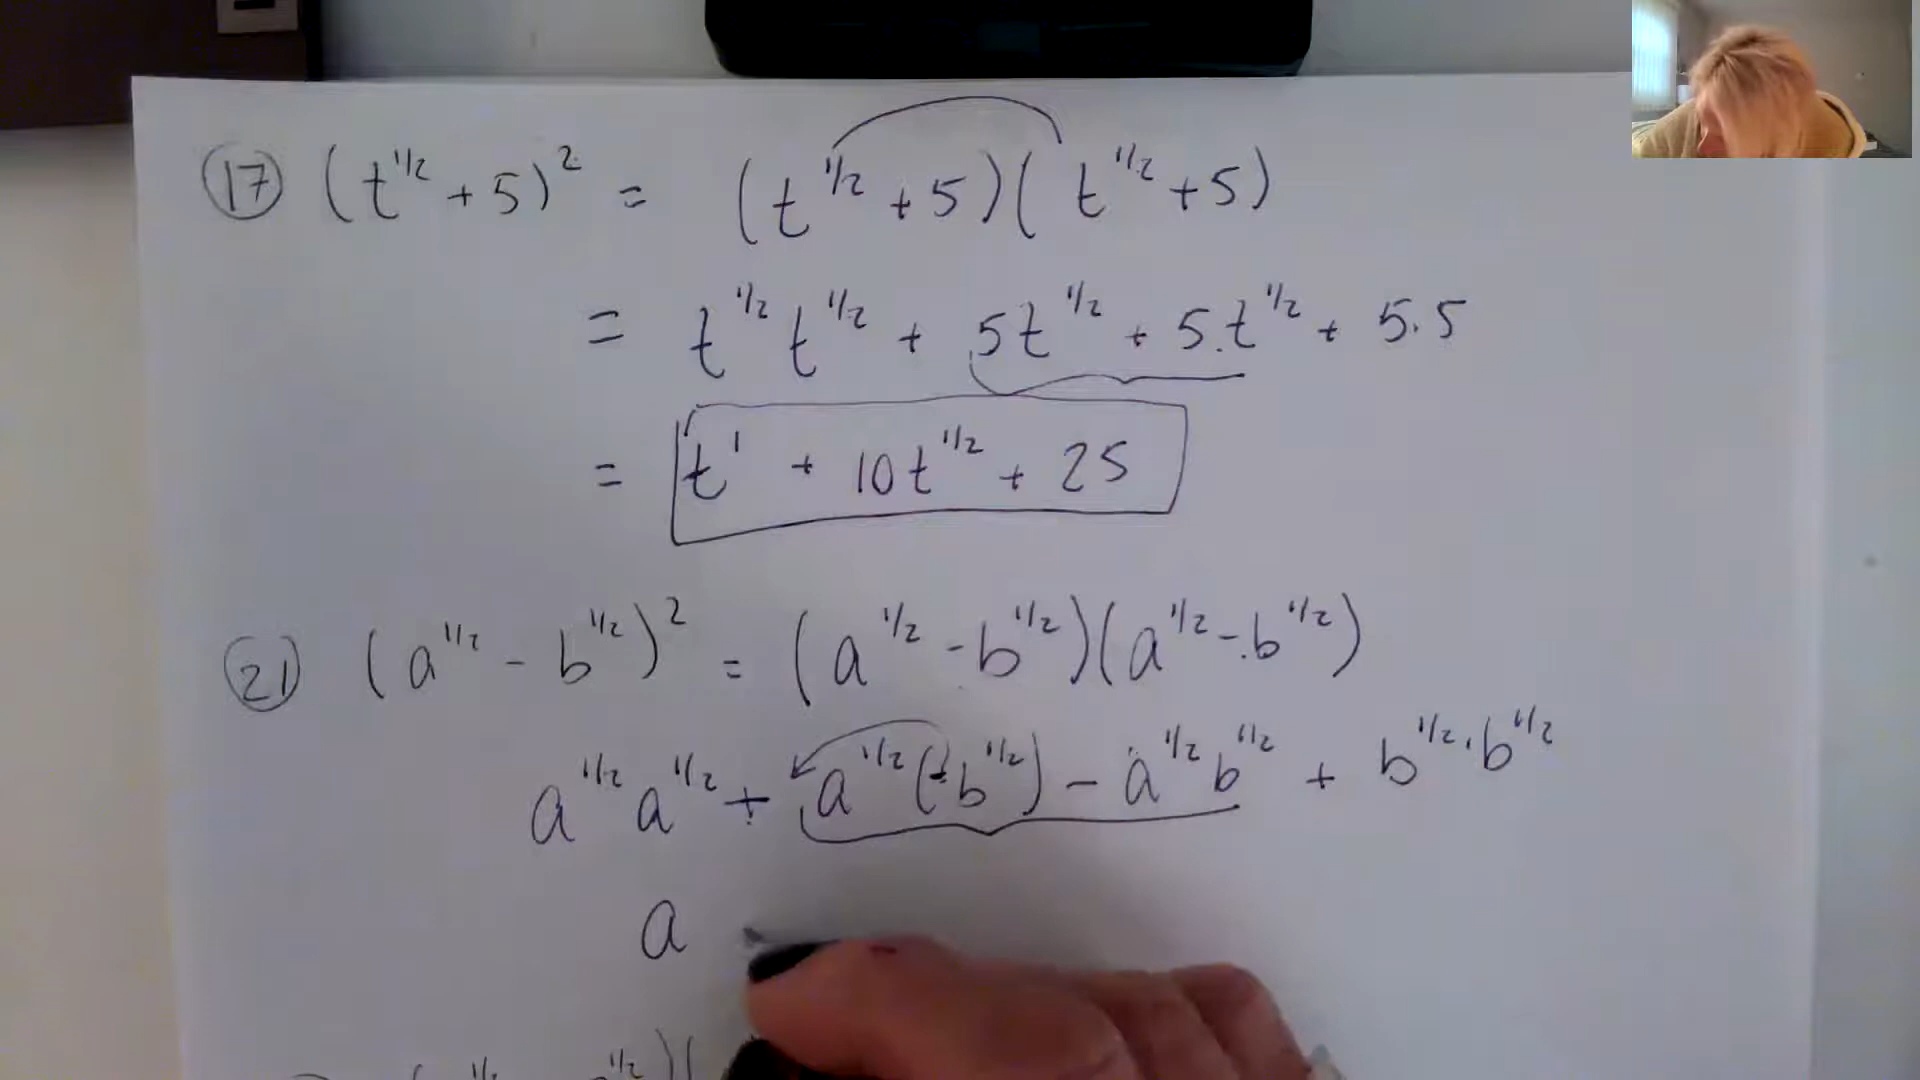 17 (t^1/2 + 5)^2 = (t^1/2 + 5)(t^1/2 + 5)
= t^1/2 t^1/2 + 5t^1/2 + 5.t^1/2 + 5.5
= t^1 + 10t^1/2 + 25
21 (a^1/2 - b^1/2)^2 = (a^1/2 - b^1/2)(a^1/2 - b^1/2)
a^1/2 a^1/2 + a^1/2(-b^1/2) - a^1/2 b^1/2 + b^1/2 . b^1/2
a